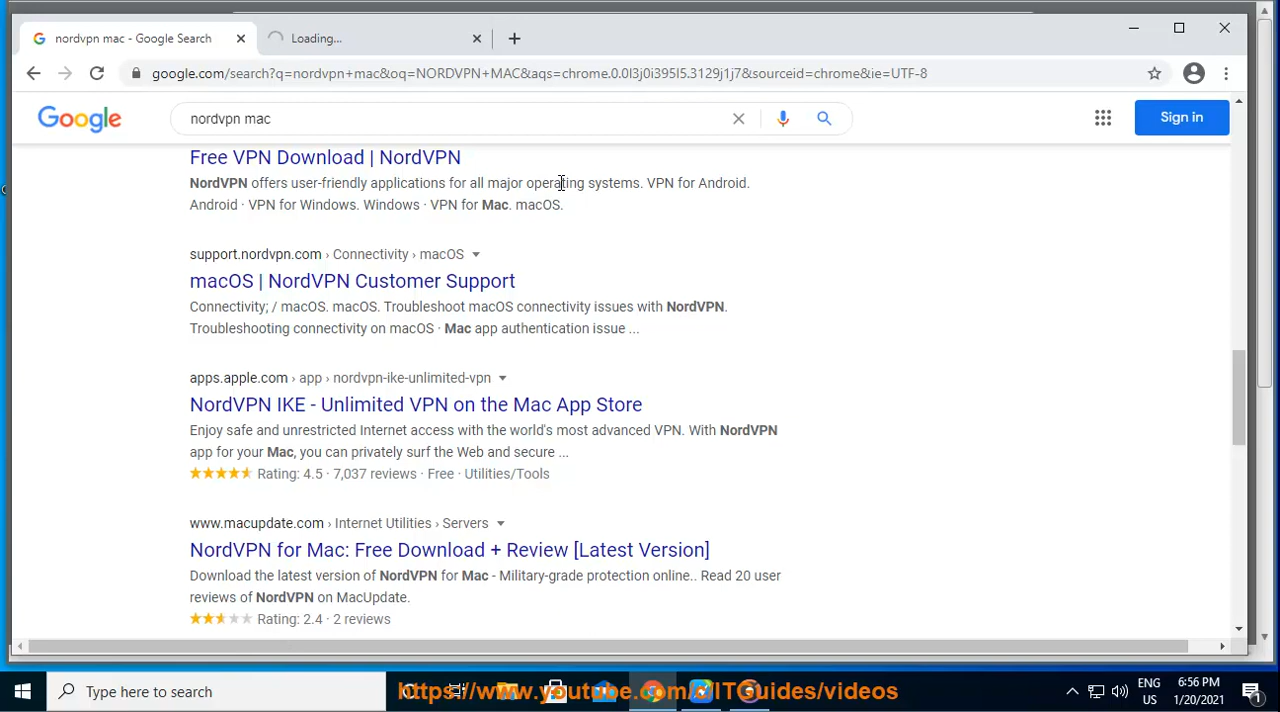 nordvpn mac - Google Search
Loading...
google.com/search?q=nordvpn+mac&oq=NORDVPN+MAC&aqs=chrome.0.0l3j0i395l5.3129j1j7&sourceid=chrome&ie=UTF-8
Google
nordvpn mac
Sign in
Free VPN Download | NordVPN
NordVPN offers user-friendly applications for all major operating systems. VPN for Android.
Android · VPN for Windows. Windows · VPN for Mac. macOS.
support.nordvpn.com › Connectivity › macOS
macOS | NordVPN Customer Support
Connectivity; / macOS. macOS. Troubleshoot macOS connectivity issues with NordVPN.
Troubleshooting connectivity on macOS · Mac app authentication issue ...
apps.apple.com › app › nordvpn-ike-unlimited-vpn
NordVPN IKE - Unlimited VPN on the Mac App Store
Enjoy safe and unrestricted Internet access with the world's most advanced VPN. With NordVPN
app for your Mac, you can privately surf the Web and secure ...
Rating: 4.5 · 7,037 reviews · Free · Utilities/Tools
www.macupdate.com › Internet Utilities › Servers
NordVPN for Mac: Free Download + Review [Latest Version]
Download the latest version of NordVPN for Mac - Military-grade protection online.. Read 20 user
reviews of NordVPN on MacUpdate.
Rating: 2.4 · 2 reviews
Type here to search
https://www.youtube.com/c/ITGuides/videos
ENG
US
6:56 PM
1/20/2021
1